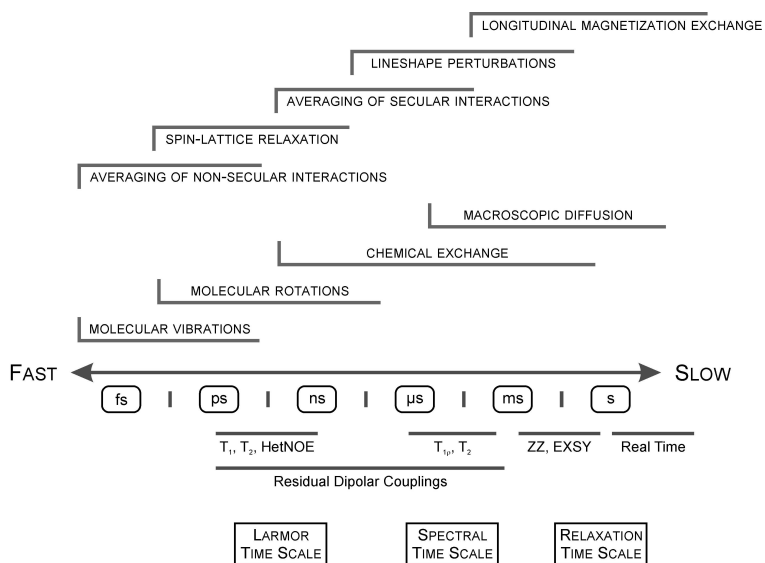 LONGITUDINAL MAGNETIZATION EXCHANGE
LINESHAPE PERTURBATIONS
AVERAGING OF SECULAR INTERACTIONS
SPIN-LATTICE RELAXATION
AVERAGING OF NON-SECULAR INTERACTIONS
MACROSCOPIC DIFFUSION
CHEMICAL EXCHANGE
MOLECULAR ROTATIONS
MOLECULAR VIBRATIONS
FAST SLOW
fs ps ns µs ms s
T₁, T₂, HetNOE T₁ρ, T₂ ZZ, EXSY Real Time
Residual Dipolar Couplings
LARMOR SPECTRAL RELAXATION
TIME SCALE TIME SCALE TIME SCALE